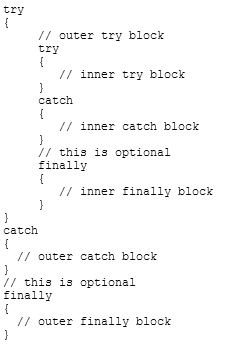 try
{
     // outer try block
     try
     {
        // inner try block
     }
     catch
     {
        // inner catch block
     }
     // this is optional
     finally
     {
        // inner finally block
     }
}
catch
{
  // outer catch block
}
// this is optional
finally
{
  // outer finally block
}